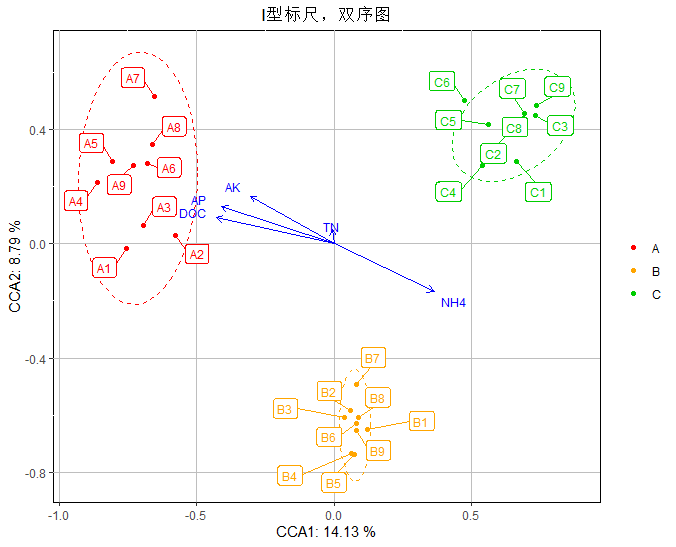 I型标尺，双序图
A7
C6
C7
C9
A8
C5
C8
C3
A5
C2
A6
A9
AK
C4
C1
A4
AP
A3
DOC
TN
A1
A2
NH4
B7
B2
B8
B3
B1
B6
B9
B4
B5
0.4
0.0
-0.4
-0.8
CCA2: 8.79 %
-1.0
-0.5
0.0
0.5
CCA1: 14.13 %
A
B
C